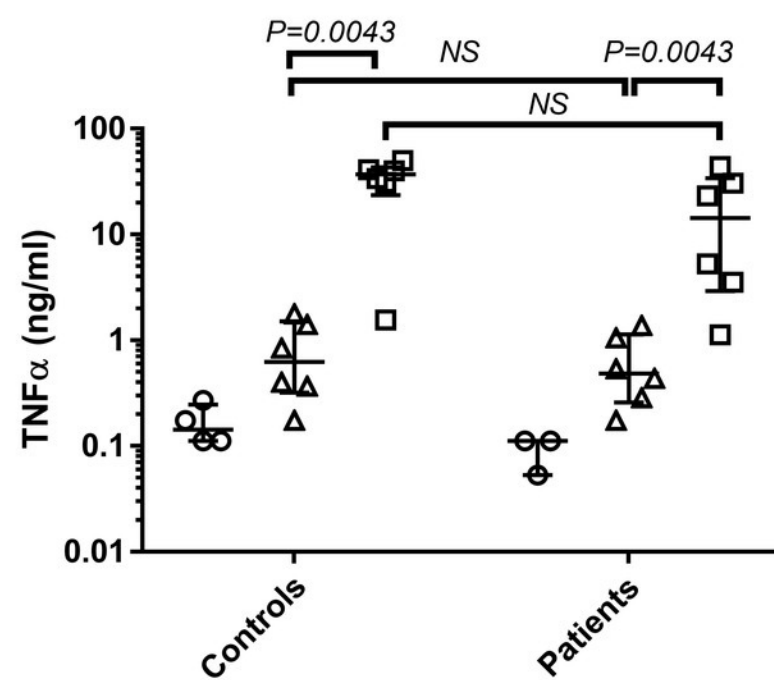 P=0.0043
NS
P=0.0043
NS
100
10
1
0.1
0.01
TNFα (ng/ml)
Controls
Patients